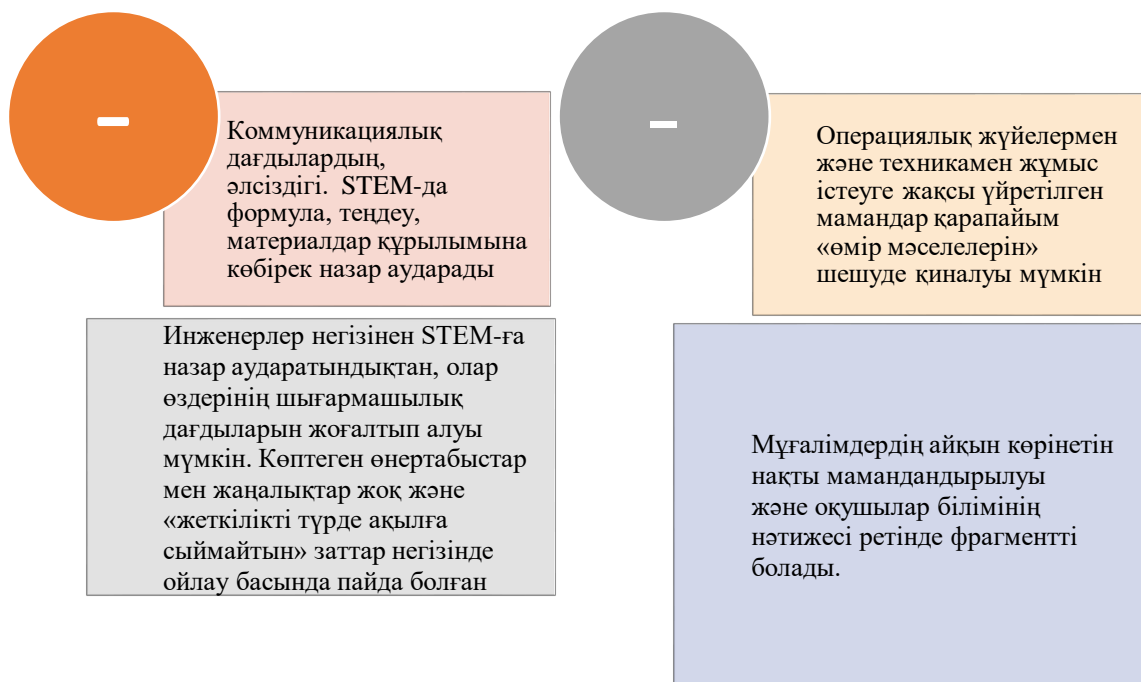 –
Коммуникациялық
дағдылардың,
әлсіздігі. STEM-да
формула, теңдеу,
материалдар құрылымына
көбірек назар аударады
Инженерлер негізінен STEM-ға
назар аударатындықтан, олар
өздерінің шығармашылық
дағдыларын жоғалтып алуы
мүмкін. Көптеген өнертабыстар
мен жаңалықтар жоқ және
«жеткілікті түрде ақылға
сыймайтын» заттар негізінде
ойлау басында пайда болған
–
Операциялық жүйелермен
және техникамен жұмыс
істеуге жақсы үйретілген
мамандар қарапайым
«өмір мәселелерін»
шешуде қиналуы мүмкін
Мұғалімдердің айқын көрінетін
нақты мамандандырылуы
және оқушылар білімінің
нәтижесі ретінде фрагментті
болады.